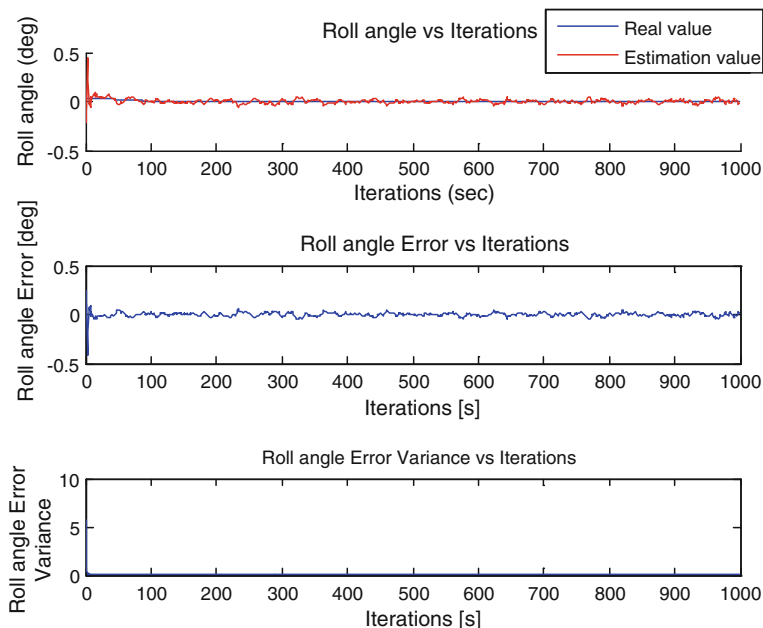 Roll angle vs Iterations
Real value
Estimation value
Roll angle (deg)
0.5
0
-0.5
0 100 200 300 400 500 600 700 800 900 1000
Iterations (sec)
Roll angle Error vs Iterations
Roll angle Error [deg]
0.5
0
-0.5
0 100 200 300 400 500 600 700 800 900 1000
Iterations [s]
Roll angle Error Variance vs Iterations
Roll angle Error
Variance
10
5
0
0 100 200 300 400 500 600 700 800 900 1000
Iterations [s]